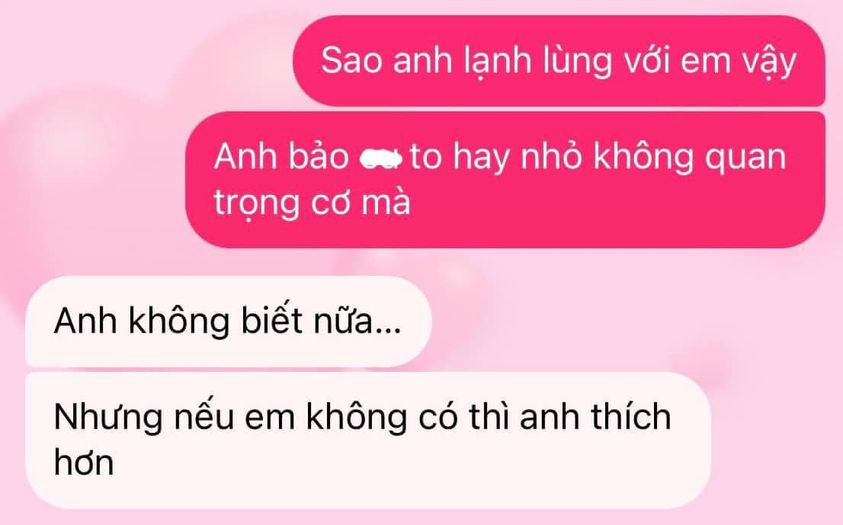 Sao anh lạnh lùng với em vậy
Anh bảo to hay nhỏ không quan
trọng cơ mà
Anh không biết nữa...
Nhưng nếu em không có thì anh thích
hơn